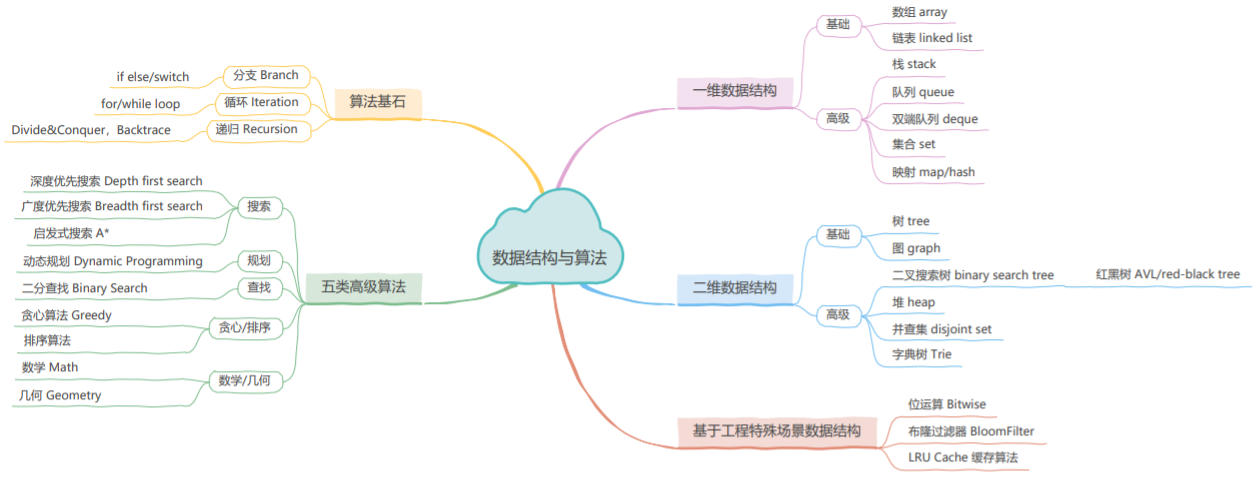 数据结构与算法
算法基石
分支 Branch
if else/switch
循环 Iteration
for/while loop
递归 Recursion
Divide&Conquer，Backtrace
五类高级算法
搜索
深度优先搜索 Depth first search
广度优先搜索 Breadth first search
启发式搜索 A*
规划
动态规划 Dynamic Programming
查找
二分查找 Binary Search
贪心/排序
贪心算法 Greedy
排序算法
数学/几何
数学 Math
几何 Geometry
一维数据结构
基础
数组 array
链表 linked list
高级
栈 stack
队列 queue
双端队列 deque
集合 set
映射 map/hash
二维数据结构
基础
树 tree
图 graph
高级
二叉搜索树 binary search tree
红黑树 AVL/red-black tree
堆 heap
并查集 disjoint set
字典树 Trie
基于工程特殊场景数据结构
位运算 Bitwise
布隆过滤器 BloomFilter
LRU Cache 缓存算法